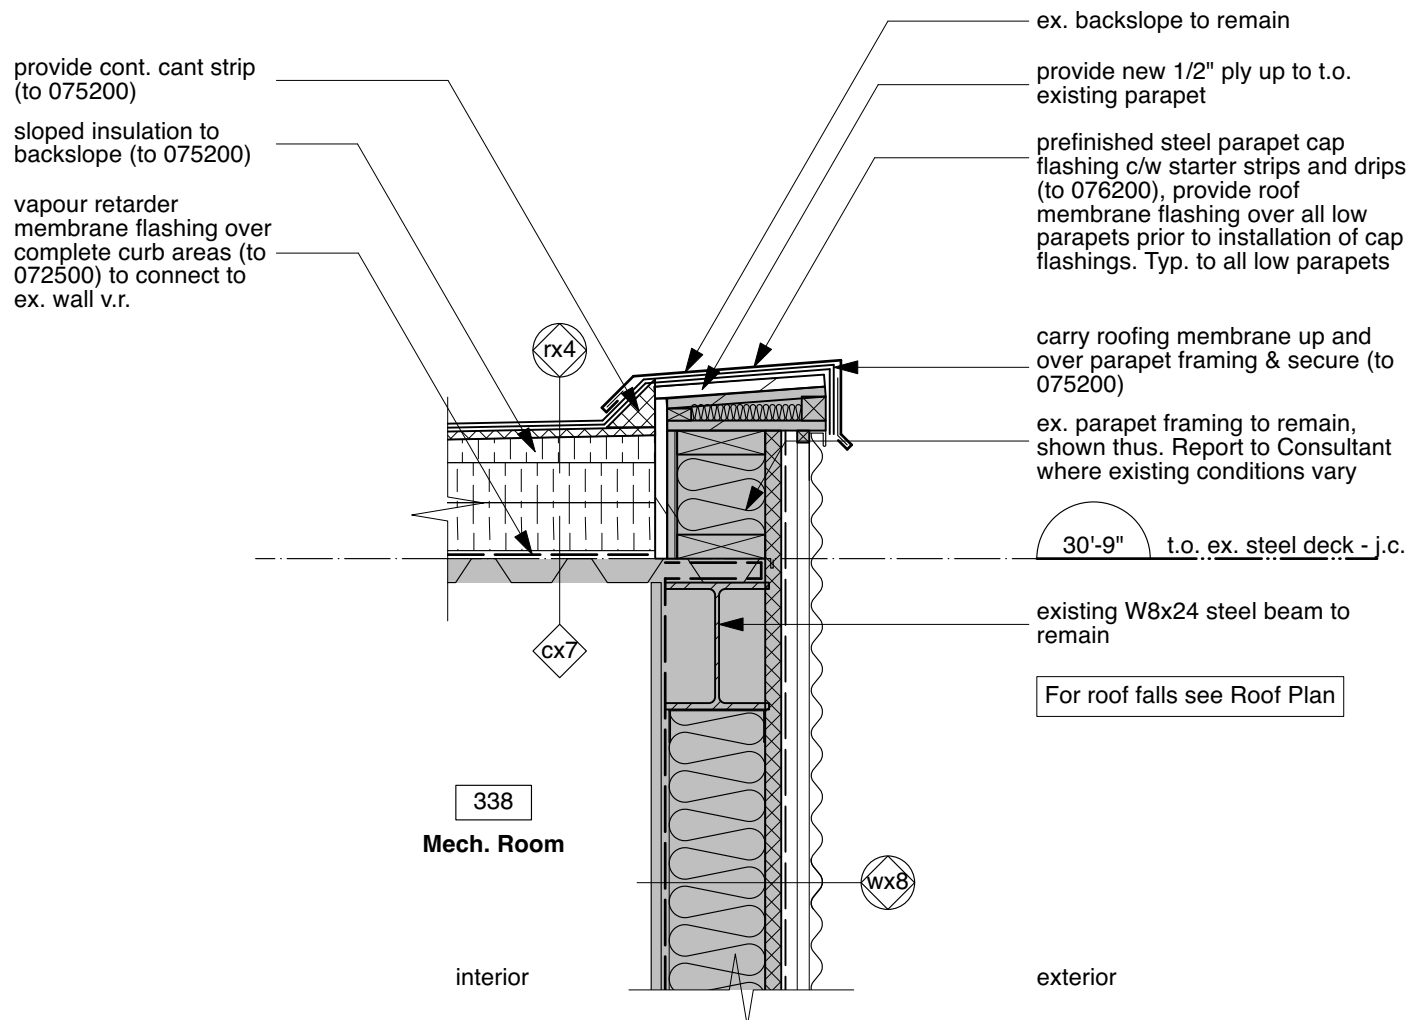 provide cont. cant strip
(to 075200)
sloped insulation to
backslope (to 075200)
vapour retarder
membrane flashing over
complete curb areas (to
072500) to connect to
ex. wall v.r.
ex. backslope to remain
provide new 1/2" ply up to t.o.
existing parapet
prefinished steel parapet cap
flashing c/w starter strips and drips
(to 076200), provide roof
membrane flashing over all low
parapets prior to installation of cap
flashings. Typ. to all low parapets
carry roofing membrane up and
over parapet framing & secure (to
075200)
ex. parapet framing to remain,
shown thus. Report to Consultant
where existing conditions vary
30'-9" t.o. ex. steel deck - j.c.
existing W8x24 steel beam to
remain
For roof falls see Roof Plan
rx4
cx7
338
Mech. Room
wx8
interior
exterior